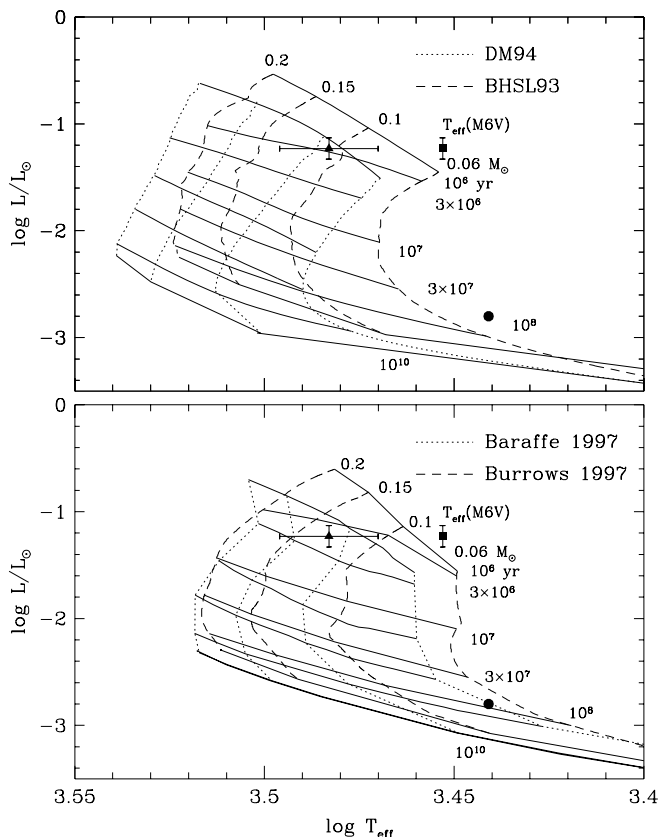 0
-1
-2
-3
log L/L☉
0.2
0.15
0.1
DM94
BHSL93
T_eff(M6V)
0.06 M☉
10⁶ yr
3×10⁶
10⁷
3×10⁷
10⁸
10¹⁰
0
-1
-2
-3
log L/L☉
0.2
0.15
0.1
Baraffe 1997
Burrows 1997
T_eff(M6V)
0.06 M☉
10⁶ yr
3×10⁶
10⁷
3×10⁷
10⁸
10¹⁰
3.55
3.5
3.45
3.4
log T_eff